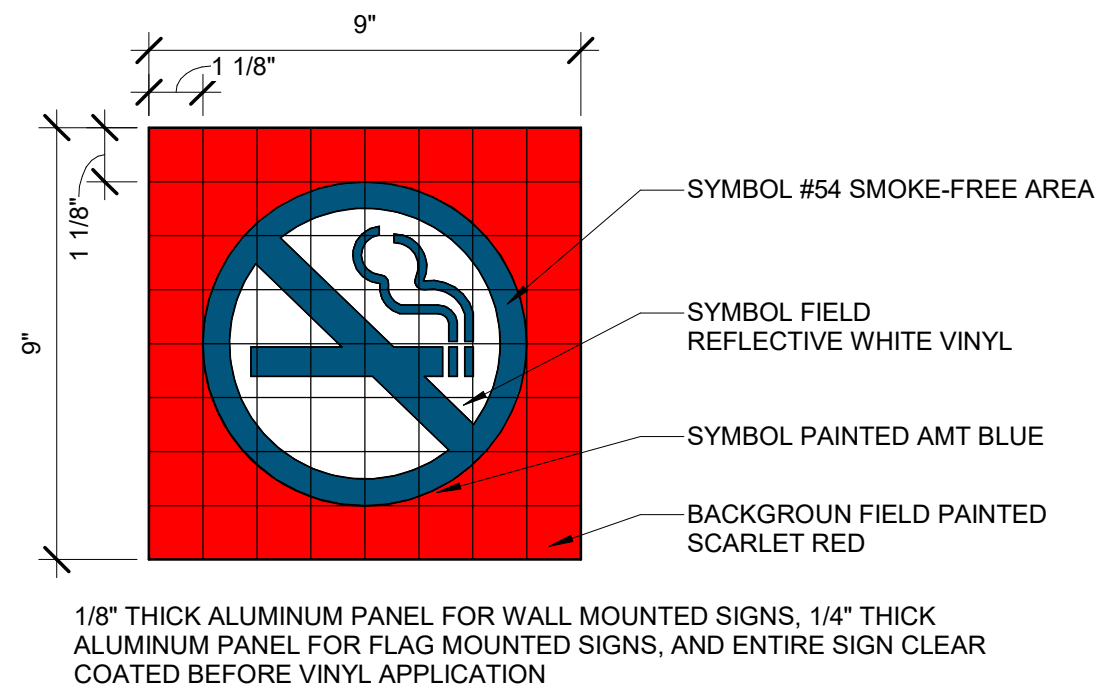 9"
1 1/8"
1 1/8"
9"
SYMBOL #54 SMOKE-FREE AREA
SYMBOL FIELD
REFLECTIVE WHITE VINYL
SYMBOL PAINTED AMT BLUE
BACKGROUN FIELD PAINTED
SCARLET RED
1/8" THICK ALUMINUM PANEL FOR WALL MOUNTED SIGNS, 1/4" THICK
ALUMINUM PANEL FOR FLAG MOUNTED SIGNS, AND ENTIRE SIGN CLEAR
COATED BEFORE VINYL APPLICATION